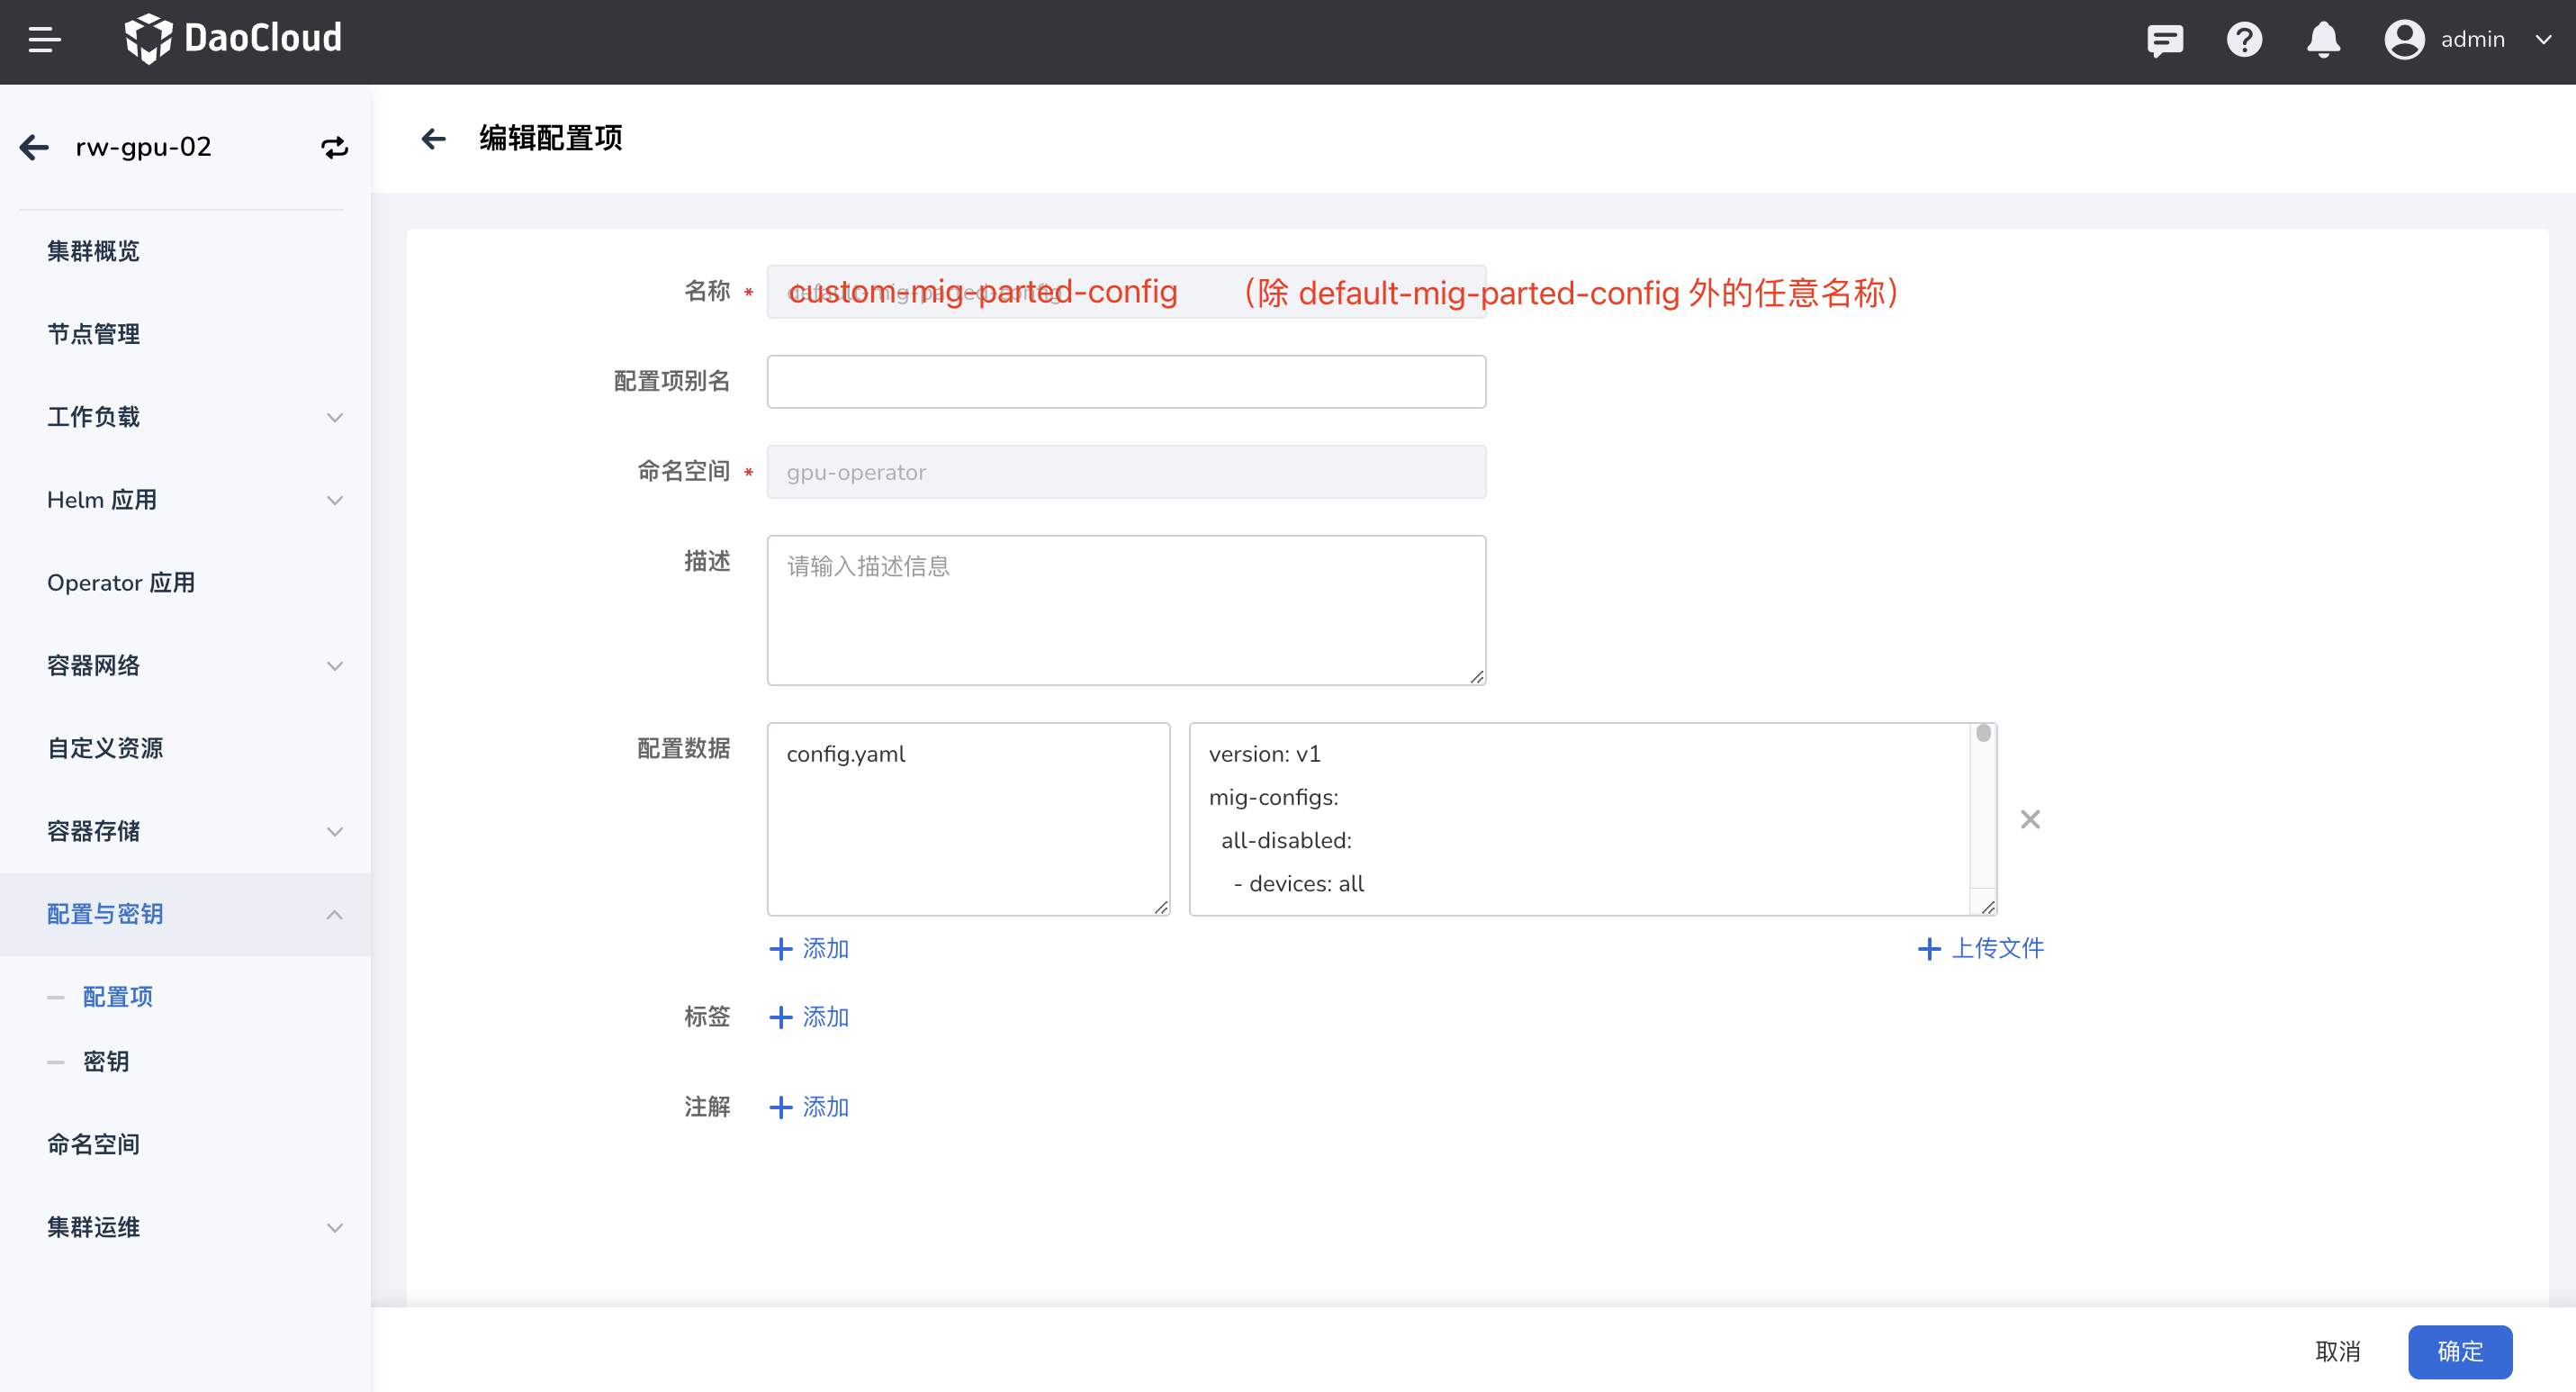 DaoCloud
admin
rw-gpu-02
集群概览
节点管理
工作负载
Helm 应用
Operator 应用
容器网络
自定义资源
容器存储
配置与密钥
配置项
密钥
命名空间
集群运维
编辑配置项
名称 * default-mig-parted-config custom-mig-parted-config （除 default-mig-parted-config 外的任意名称）
配置项别名
命名空间 * gpu-operator
描述 请输入描述信息
配置数据 config.yaml
version: v1
mig-configs:
all-disabled:
- devices: all
添加
上传文件
标签 添加
注解 添加
取消 确定